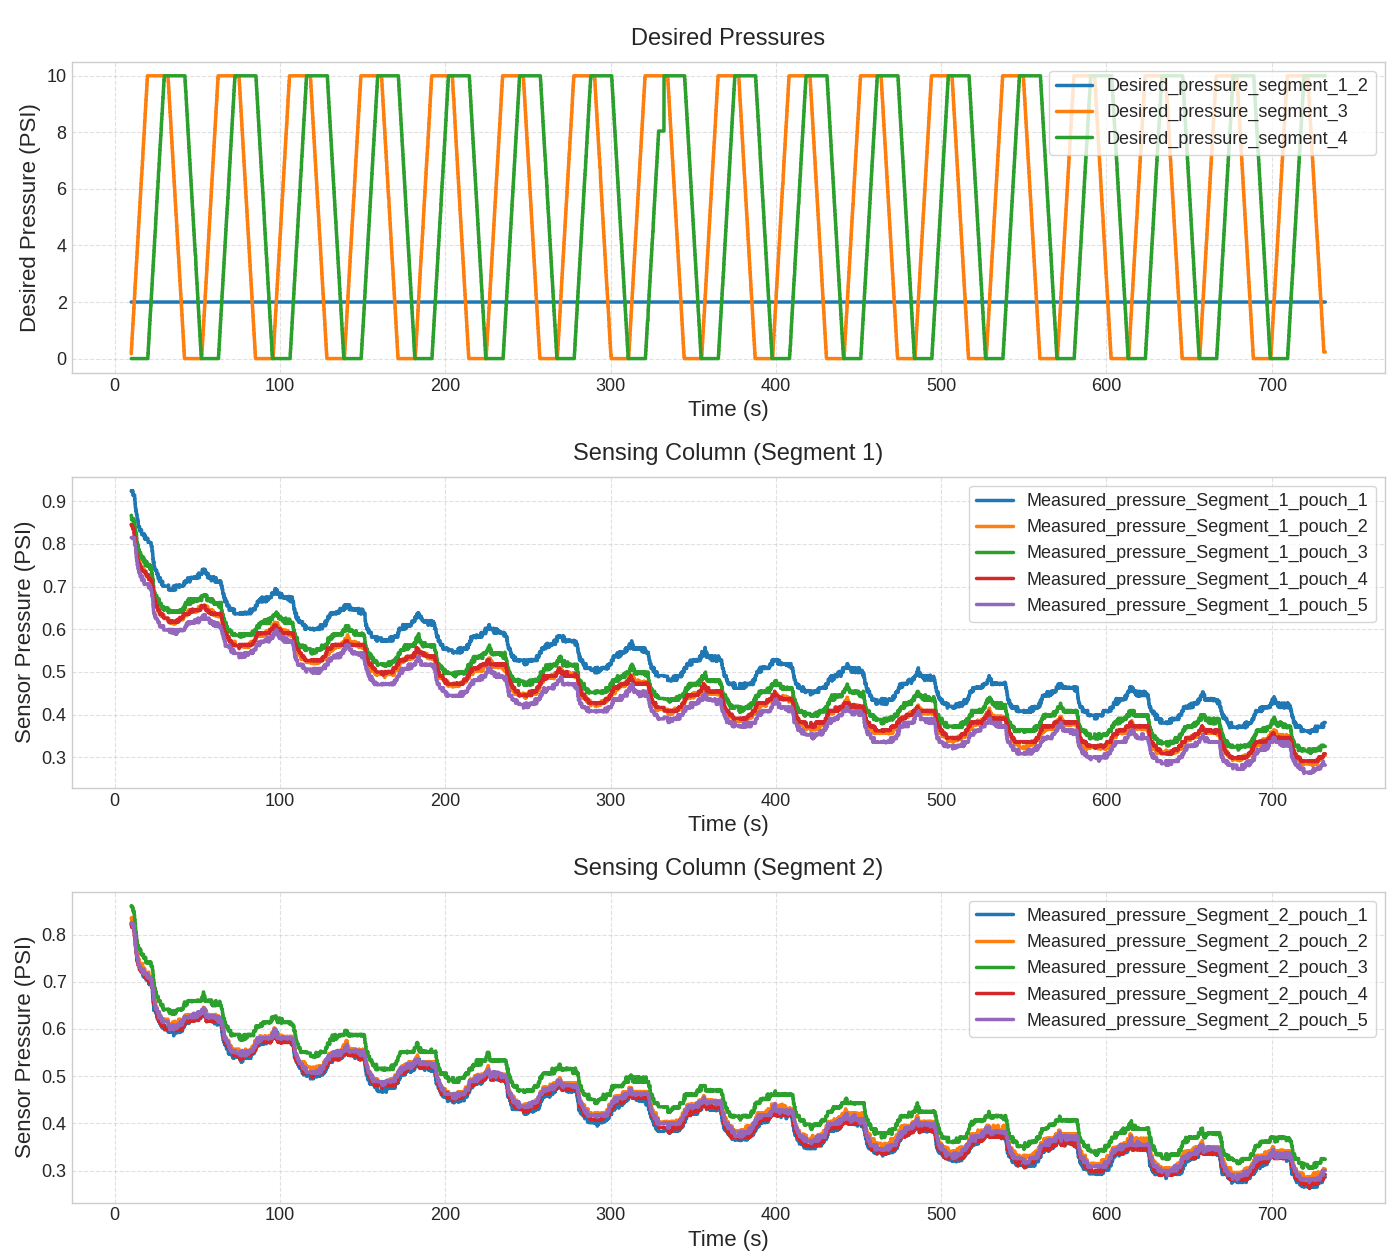 Desired Pressures
Desired Pressure (PSI)
10
8
6
4
2
0
Desired_pressure_segment_1_2
Desired_pressure_segment_3
Desired_pressure_segment_4
0 100 200 300 400 500 600 700
Time (s)
Sensing Column (Segment 1)
Sensor Pressure (PSI)
0.9
0.8
0.7
0.6
0.5
0.4
0.3
Measured_pressure_Segment_1_pouch_1
Measured_pressure_Segment_1_pouch_2
Measured_pressure_Segment_1_pouch_3
Measured_pressure_Segment_1_pouch_4
Measured_pressure_Segment_1_pouch_5
0 100 200 300 400 500 600 700
Time (s)
Sensing Column (Segment 2)
Sensor Pressure (PSI)
0.8
0.7
0.6
0.5
0.4
0.3
Measured_pressure_Segment_2_pouch_1
Measured_pressure_Segment_2_pouch_2
Measured_pressure_Segment_2_pouch_3
Measured_pressure_Segment_2_pouch_4
Measured_pressure_Segment_2_pouch_5
0 100 200 300 400 500 600 700
Time (s)